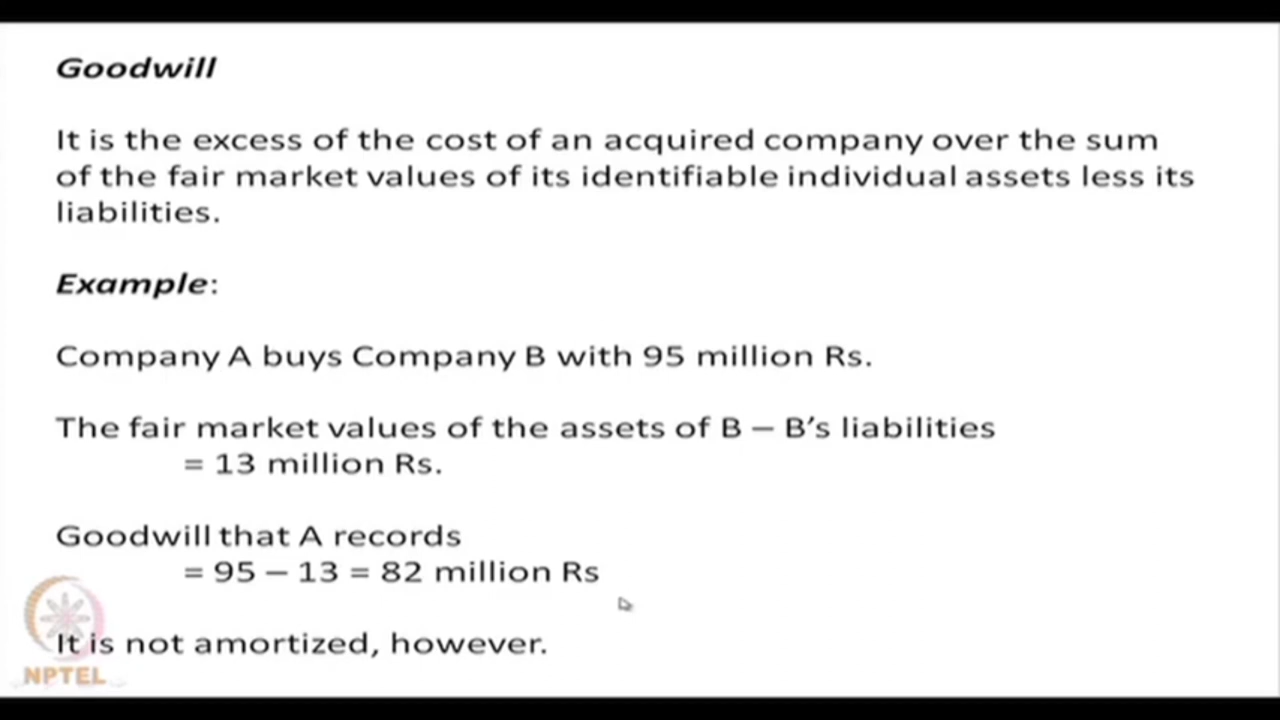 Goodwill
It is the excess of the cost of an acquired company over the sum
of the fair market values of its identifiable individual assets less its
liabilities.
Example:
Company A buys Company B with 95 million Rs.
The fair market values of the assets of B – B’s liabilities
= 13 million Rs.
Goodwill that A records
= 95 – 13 = 82 million Rs
It is not amortized, however.
NPTEL